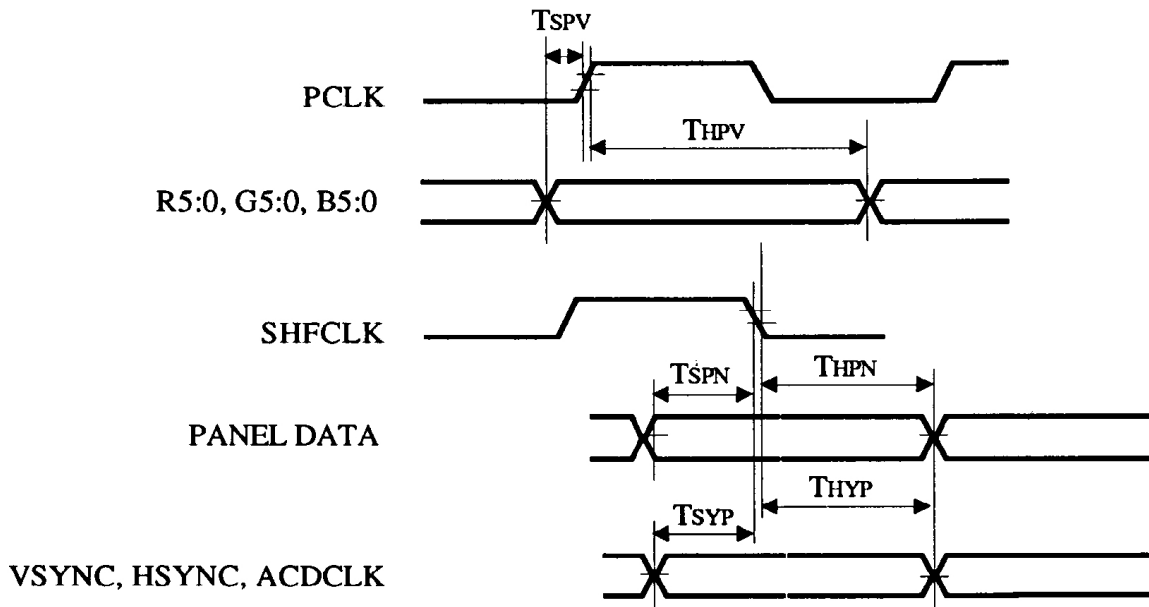 TSPV
PCLK
THPV
R5:0, G5:0, B5:0
SHFCLK
TSPN
THPN
PANEL DATA
THYP
TSYP
VSYNC, HSYNC, ACDCLK